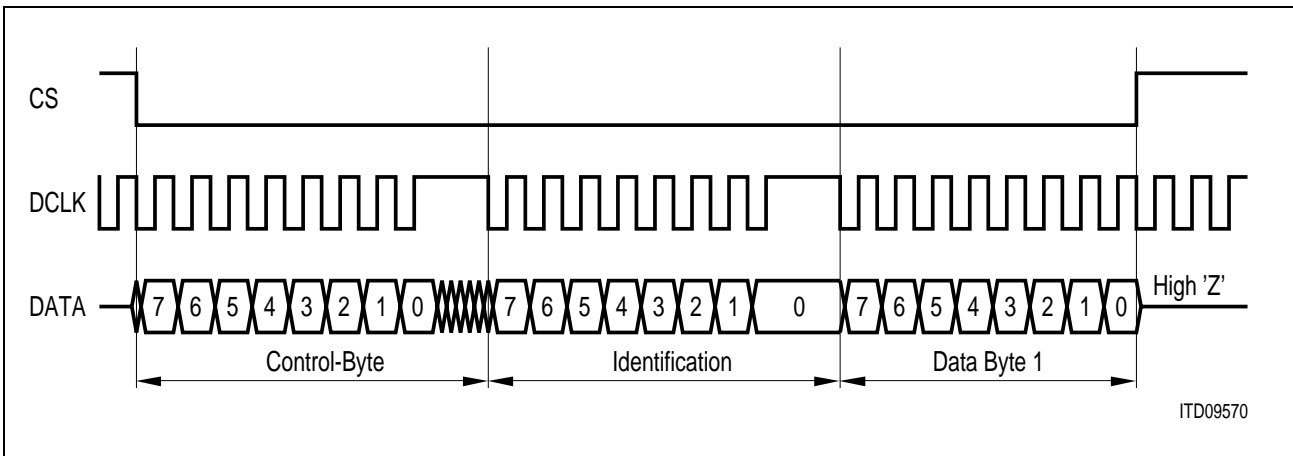 CS
DCLK
DATA 7 6 5 4 3 2 1 0 7 6 5 4 3 2 1 0 7 6 5 4 3 2 1 0 High 'Z'
Control-Byte Identification Data Byte 1
ITD09570